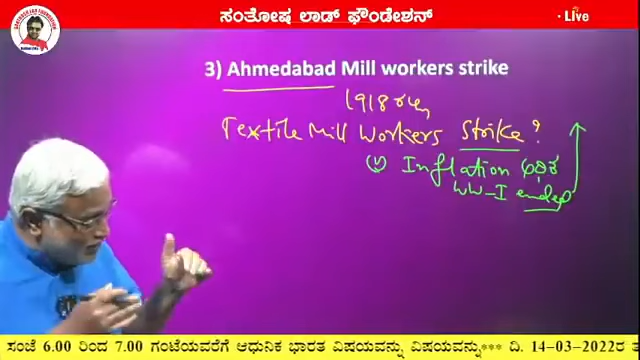 ಸಂತೋಷ ಲಾಡ್ ಫೌಂಡೇಶನ್
• Live
3) Ahmedabad Mill workers strike
1918ರಲ್ಲಿ
Textile Mill Workers Strike?
Inflation
WW-I ended
ಸಂಜೆ 6.00 ರಿಂದ 7.00 ಗಂಟೆಯವರೆಗೆ ಆಧುನಿಕ ಭಾರತ ವಿಷಯವನ್ನು ವಿಷಯವನ್ನು*** ದಿ. 14-03-2022ರ